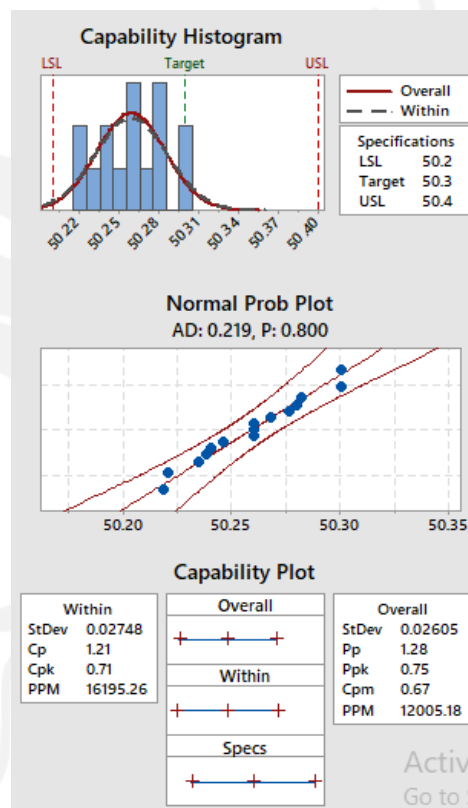 Capability Histogram
LSL Target USL
50.22 50.25 50.28 50.31 50.34 50.37 50.40
Overall
Within
Specifications
LSL 50.2
Target 50.3
USL 50.4
Normal Prob Plot
AD: 0.219, P: 0.800
50.20 50.25 50.30 50.35
Capability Plot
Within
StDev 0.02748
Cp 1.21
Cpk 0.71
PPM 16195.26
Overall
Within
Specs
Overall
StDev 0.02605
Pp 1.28
Ppk 0.75
Cpm 0.67
PPM 12005.18
Activ
Go to